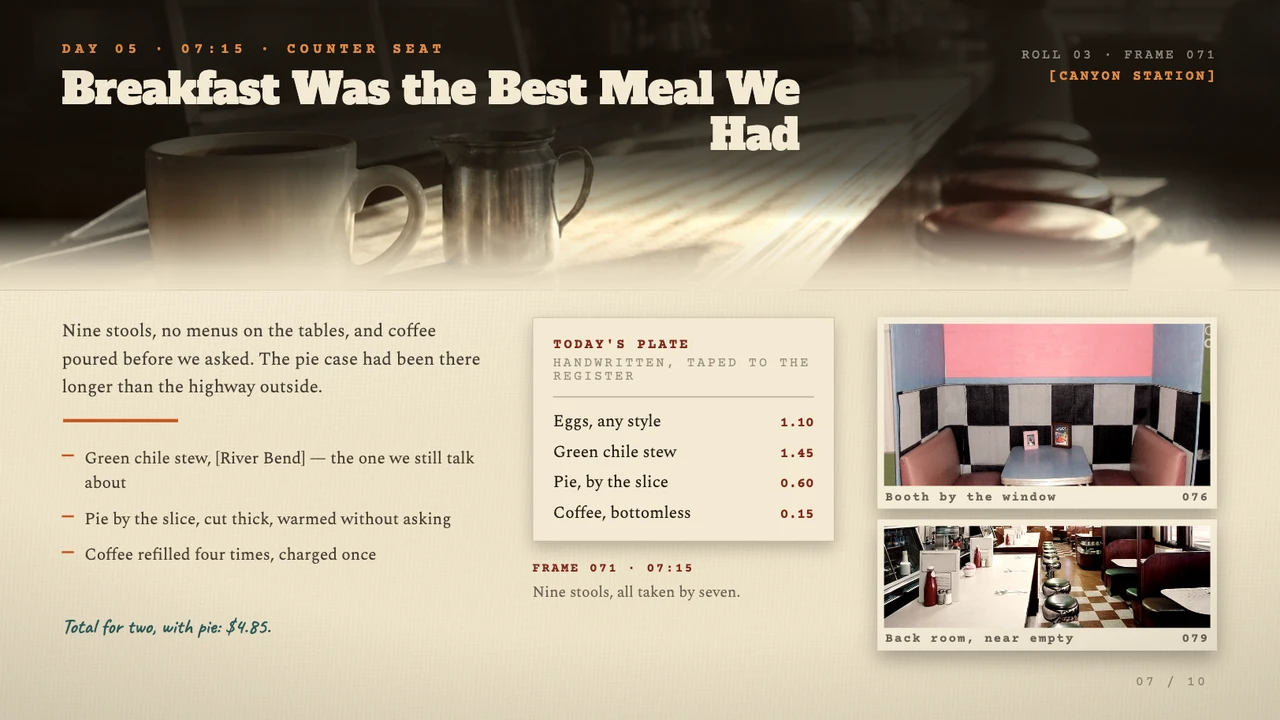 DAY 05 · 07:15 · COUNTER SEAT
Breakfast Was the Best Meal We
Had
ROLL 03 · FRAME 071
[CANYON STATION]
Nine stools, no menus on the tables, and coffee
poured before we asked. The pie case had been there
longer than the highway outside.
– Green chile stew, [River Bend] — the one we still talk
about
– Pie by the slice, cut thick, warmed without asking
– Coffee refilled four times, charged once
Total for two, with pie: $4.85.
TODAY'S PLATE
HANDWRITTEN, TAPED TO THE
REGISTER
Eggs, any style 1.10
Green chile stew 1.45
Pie, by the slice 0.60
Coffee, bottomless 0.15
FRAME 071 · 07:15
Nine stools, all taken by seven.
Booth by the window 076
Back room, near empty 079
07 / 10